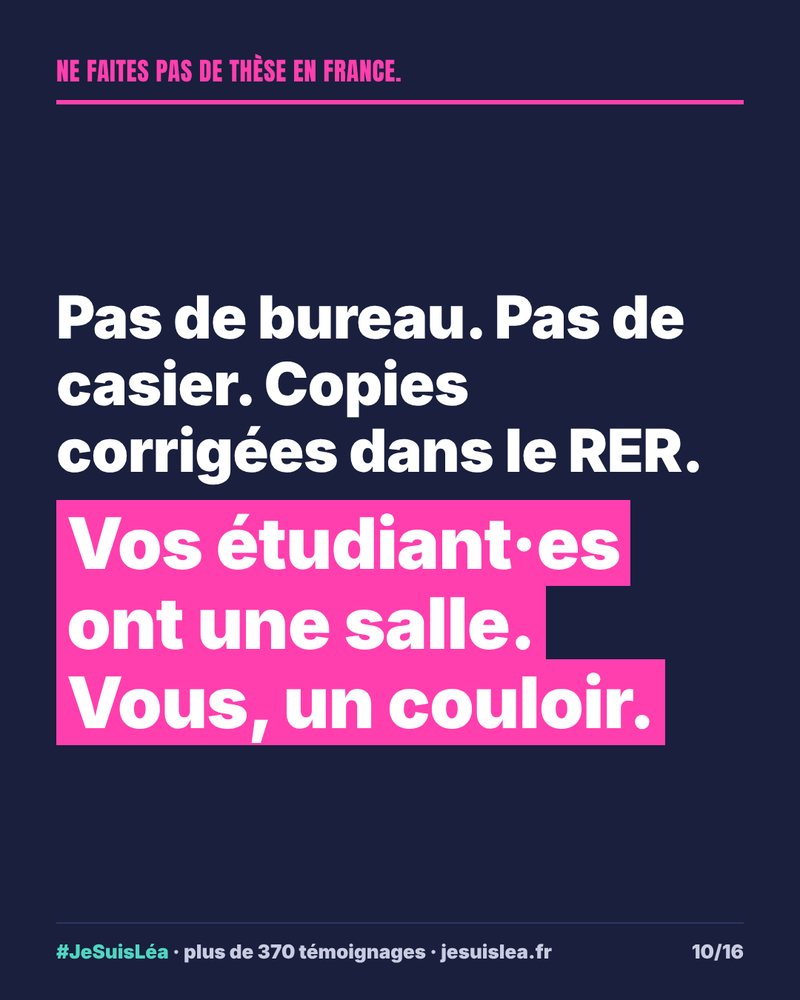 NE FAITES PAS DE THÈSE EN FRANCE.
Pas de bureau. Pas de
casier. Copies
corrigées dans le RER.
Vos étudiant·es
ont une salle.
Vous, un couloir.
#JeSuisLéa · plus de 370 témoignages · jesuislea.fr 10/16